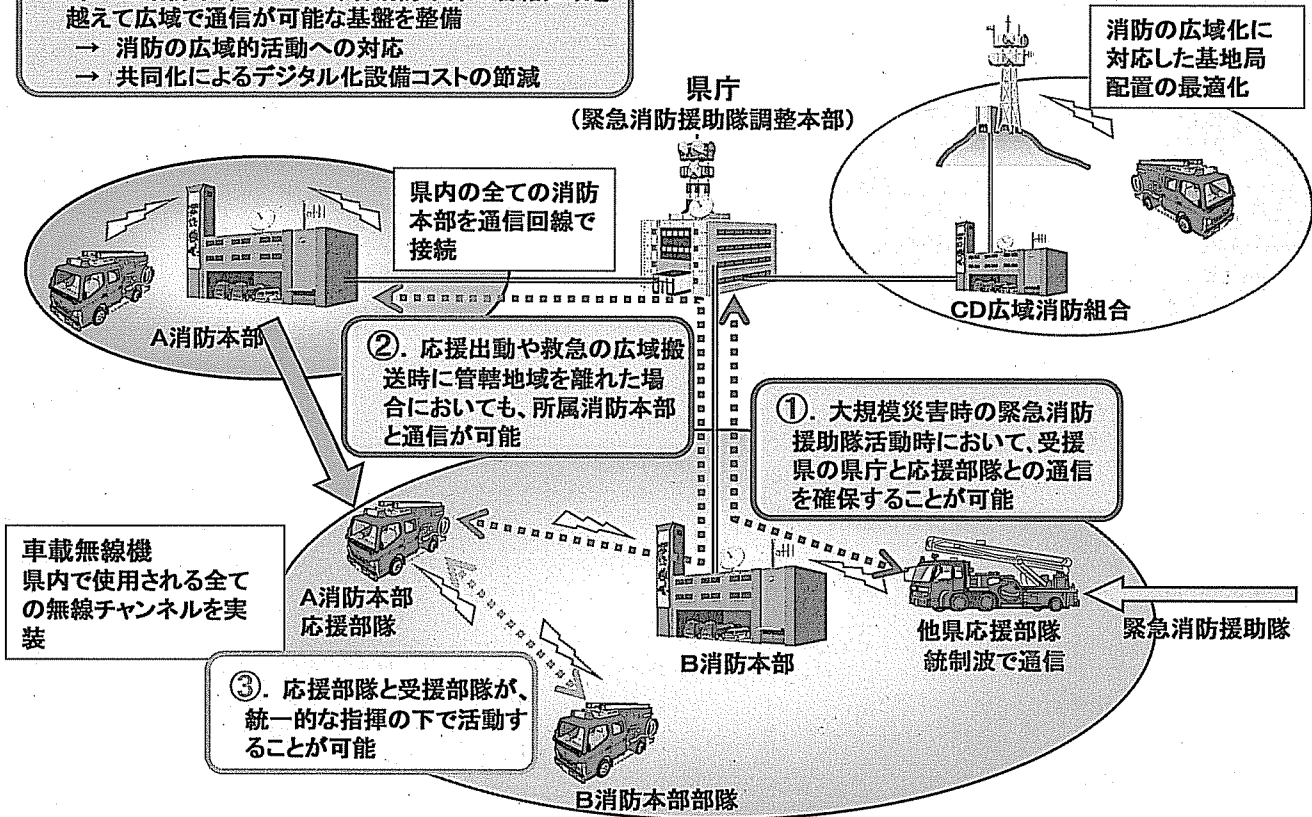 越えて広域で通信が可能な基盤を整備
→ 消防の広域的活動への対応
→ 共同化によるデジタル化設備コストの節減
消防の広域化に
対応した基地局
配置の最適化
県庁
(緊急消防援助隊調整本部)
県内の全ての消防
本部を通信回線で
接続
A消防本部
CD広域消防組合
②. 応援出動や救急の広域搬
送時に管轄地域を離れた場
合においても、所属消防本部
と通信が可能
①. 大規模災害時の緊急消防
援助隊活動時において、受援
県の県庁と応援部隊との通信
を確保することが可能
車載無線機
県内で使用される全て
の無線チャンネルを実
装
A消防本部
応援部隊
B消防本部
他県応援部隊
統制波で通信
緊急消防援助隊
③. 応援部隊と受援部隊が、
統一的な指揮の下で活動す
ることが可能
B消防本部部隊